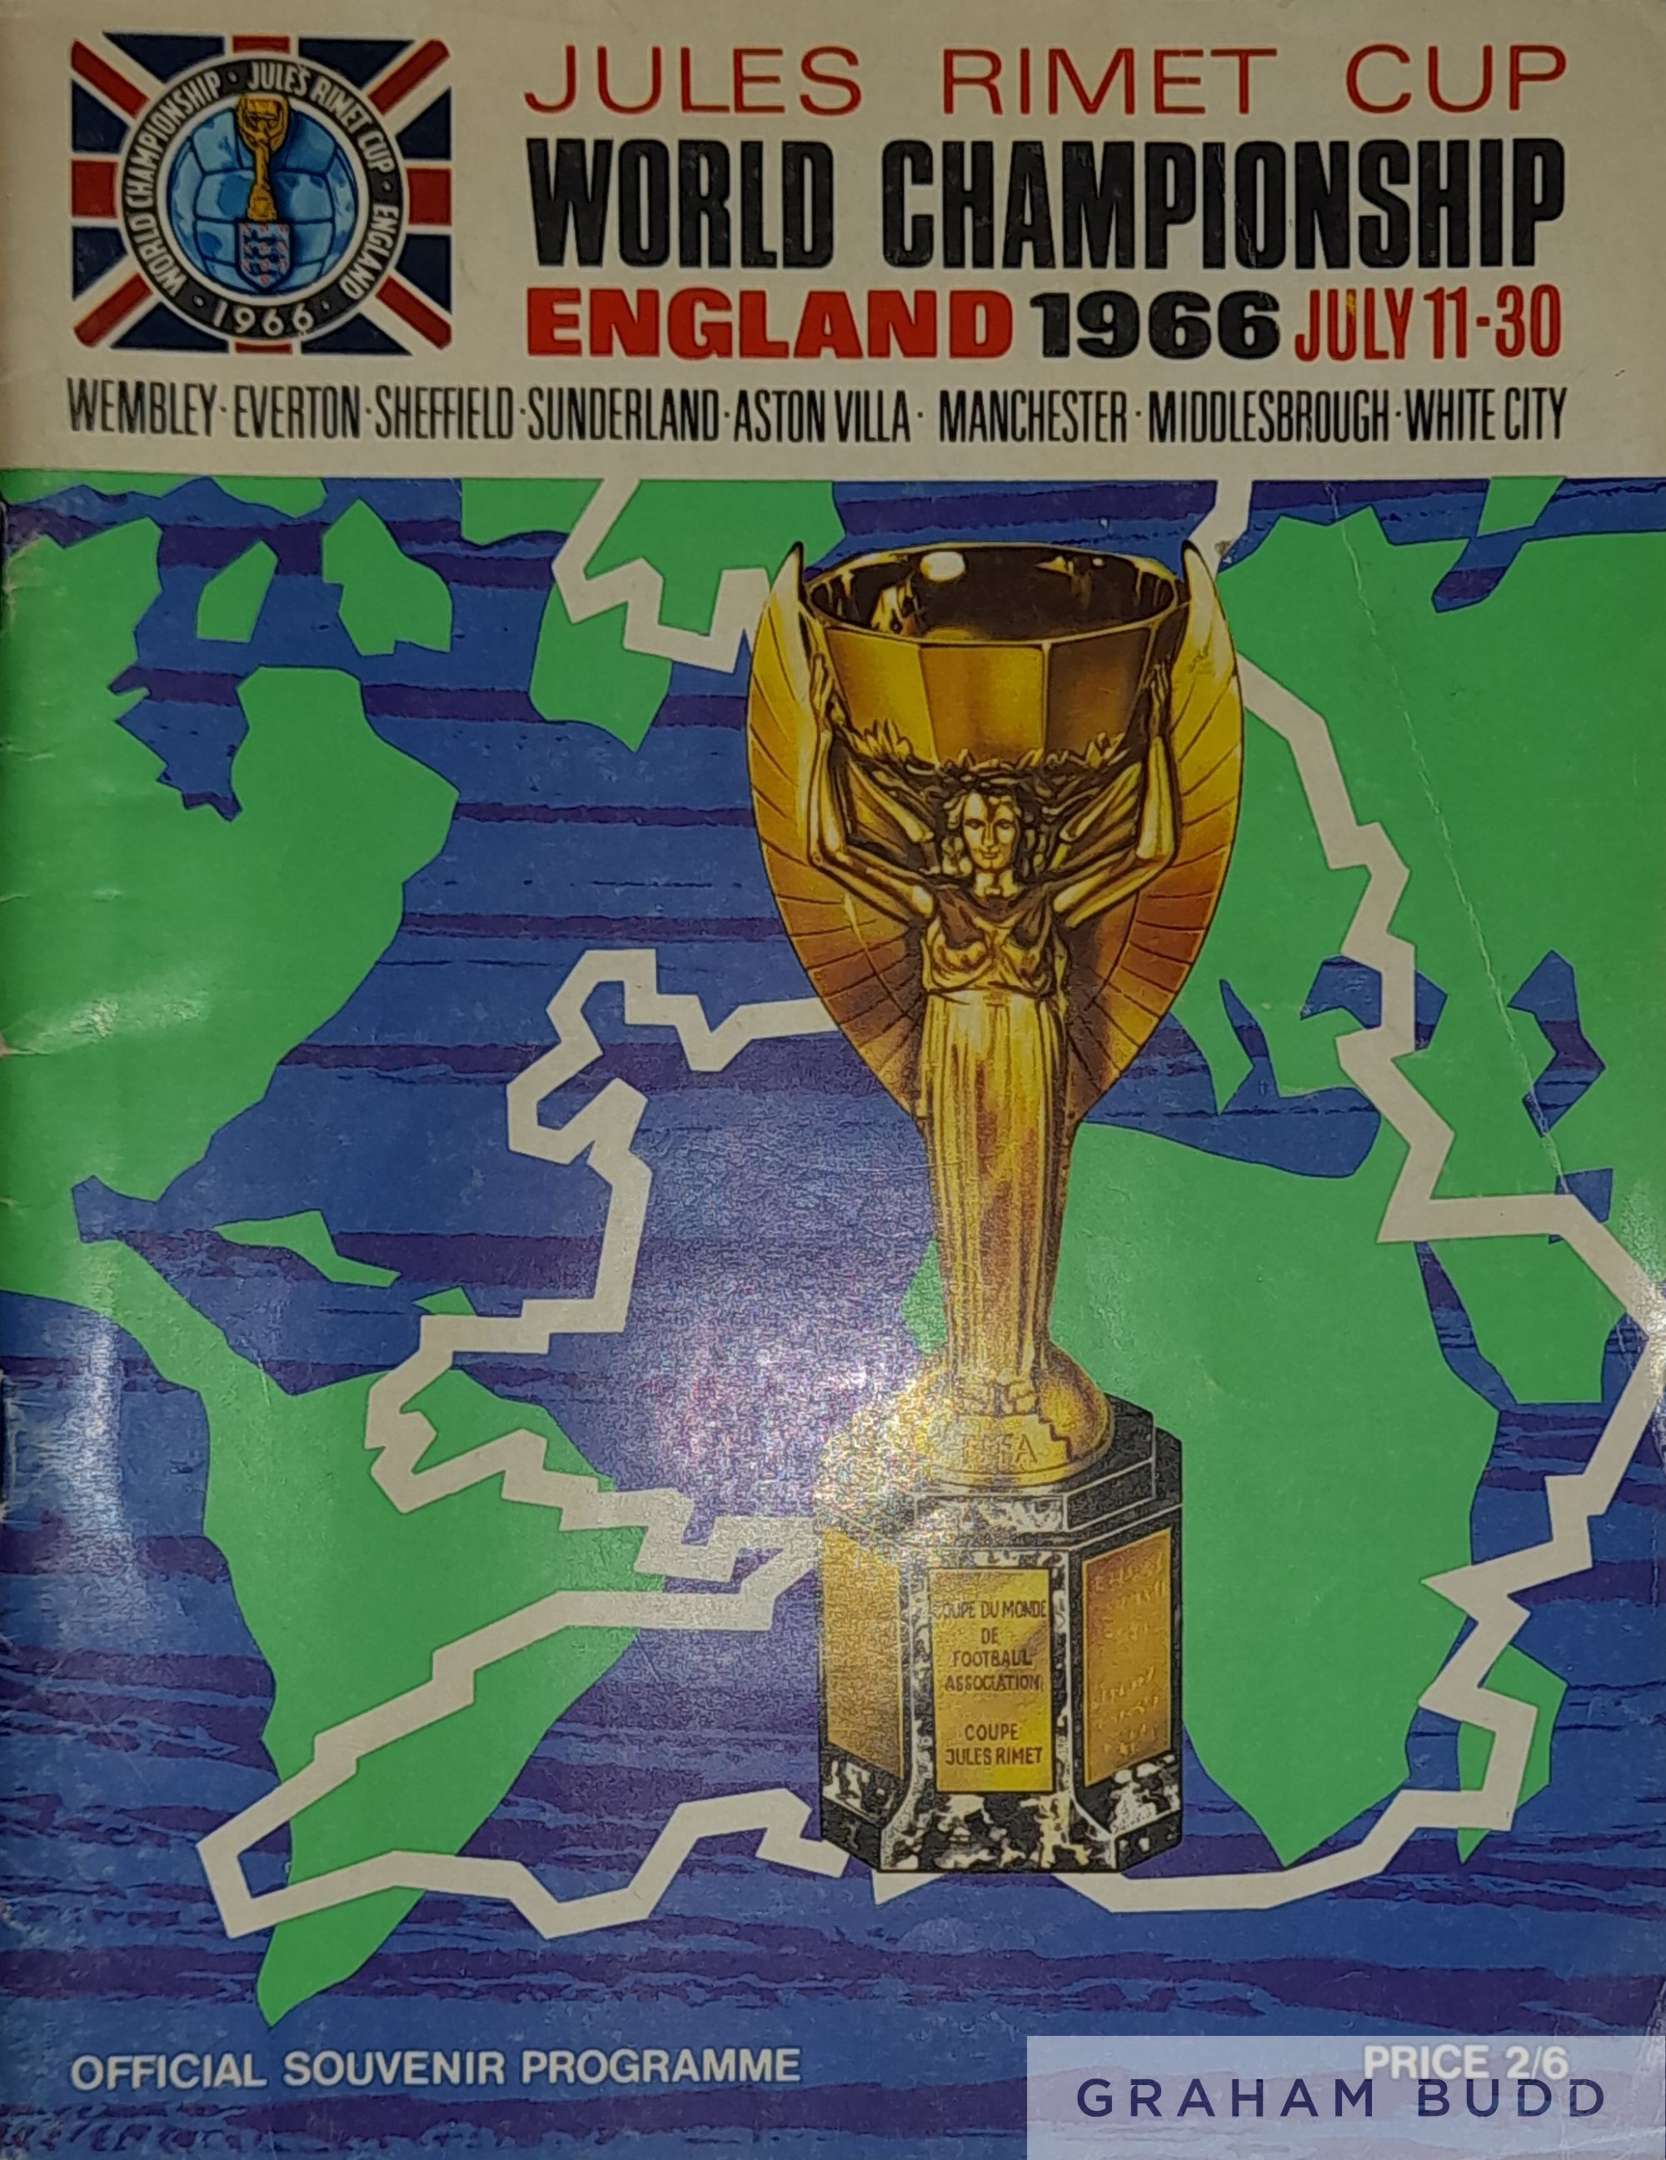 WORLD CHAMPIONSHIP · JULES RIMET CUP · ENGLAND
· 1966 ·
JULES RIMET CUP
WORLD CHAMPIONSHIP
ENGLAND 1966 JULY 11-30
WEMBLEY · EVERTON · SHEFFIELD · SUNDERLAND · ASTON VILLA · MANCHESTER · MIDDLESBROUGH · WHITE CITY
FIFA
COUPE DU MONDE
DE
FOOTBALL
ASSOCIATION
COUPE
JULES RIMET
OFFICIAL SOUVENIR PROGRAMME
PRICE 2/6
GRAHAM BUDD